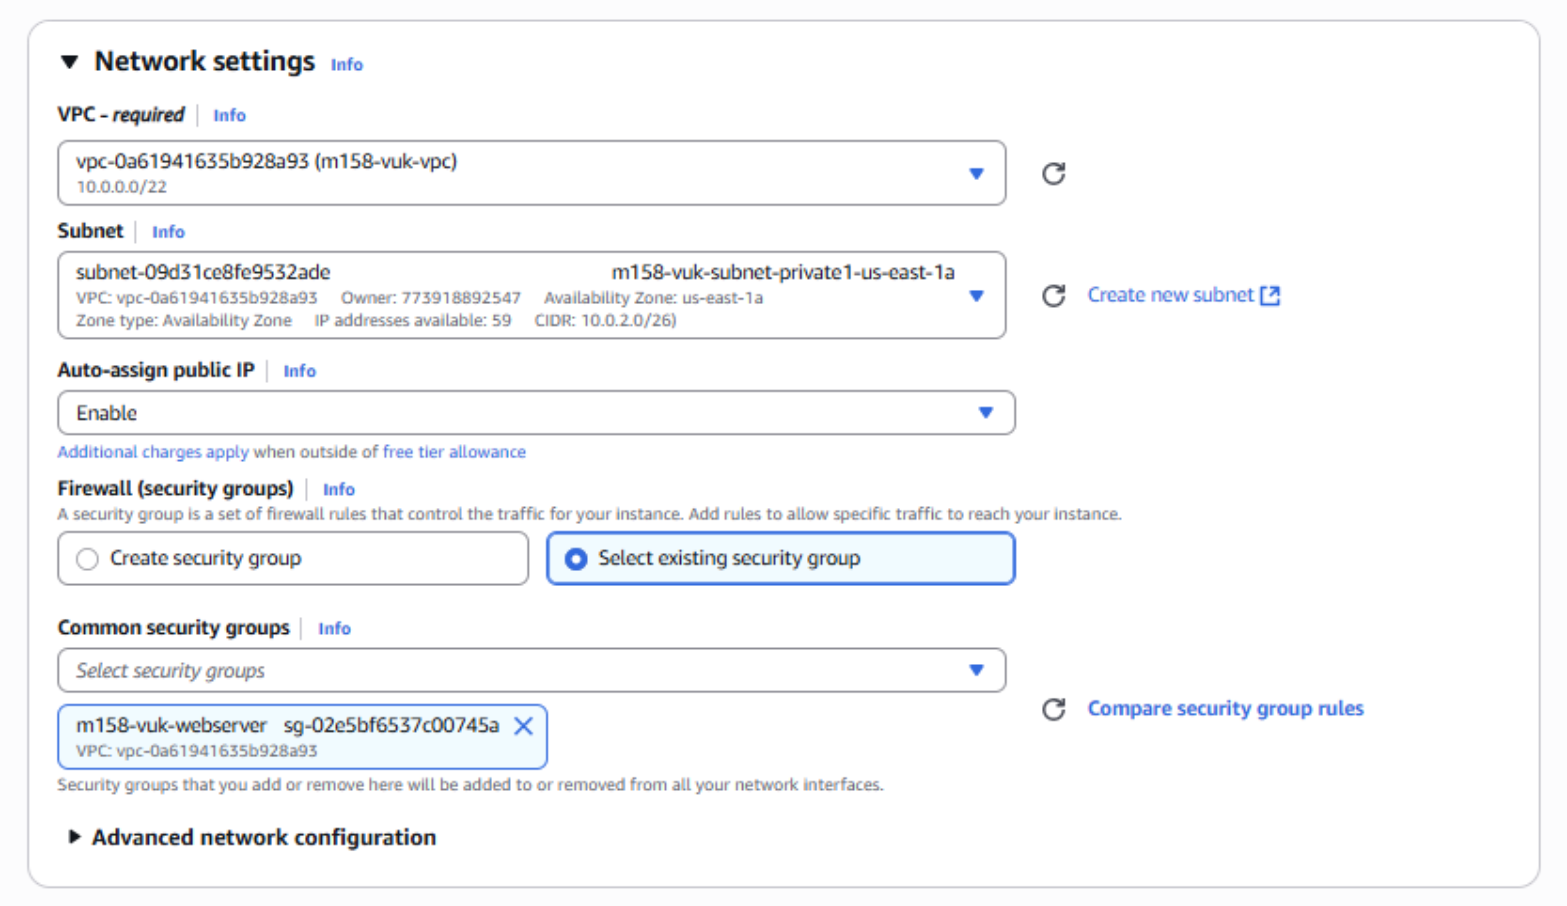 Network settings Info
VPC - required Info
vpc-0a61941635b928a93 (m158-vuk-vpc)
10.0.0.0/22
Subnet Info
subnet-09d31ce8fe9532ade m158-vuk-subnet-private1-us-east-1a
VPC: vpc-0a61941635b928a93 Owner: 773918892547 Availability Zone: us-east-1a
Zone type: Availability Zone IP addresses available: 59 CIDR: 10.0.2.0/26)
Create new subnet
Auto-assign public IP Info
Enable
Additional charges apply when outside of free tier allowance
Firewall (security groups) Info
A security group is a set of firewall rules that control the traffic for your instance. Add rules to allow specific traffic to reach your instance.
Create security group Select existing security group
Common security groups Info
Select security groups
m158-vuk-webserver sg-02e5bf6537c00745a
VPC: vpc-0a61941635b928a93
Compare security group rules
Security groups that you add or remove here will be added to or removed from all your network interfaces.
Advanced network configuration